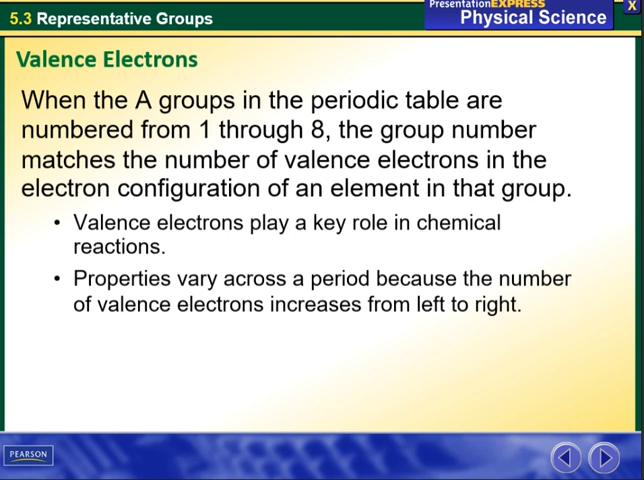 PresentationEXPRESS
X
5.3 Representative Groups
Physical Science
Valence Electrons
When the A groups in the periodic table are
numbered from 1 through 8, the group number
matches the number of valence electrons in the
electron configuration of an element in that group.
• Valence electrons play a key role in chemical
reactions.
• Properties vary across a period because the number
of valence electrons increases from left to right.
PEARSON